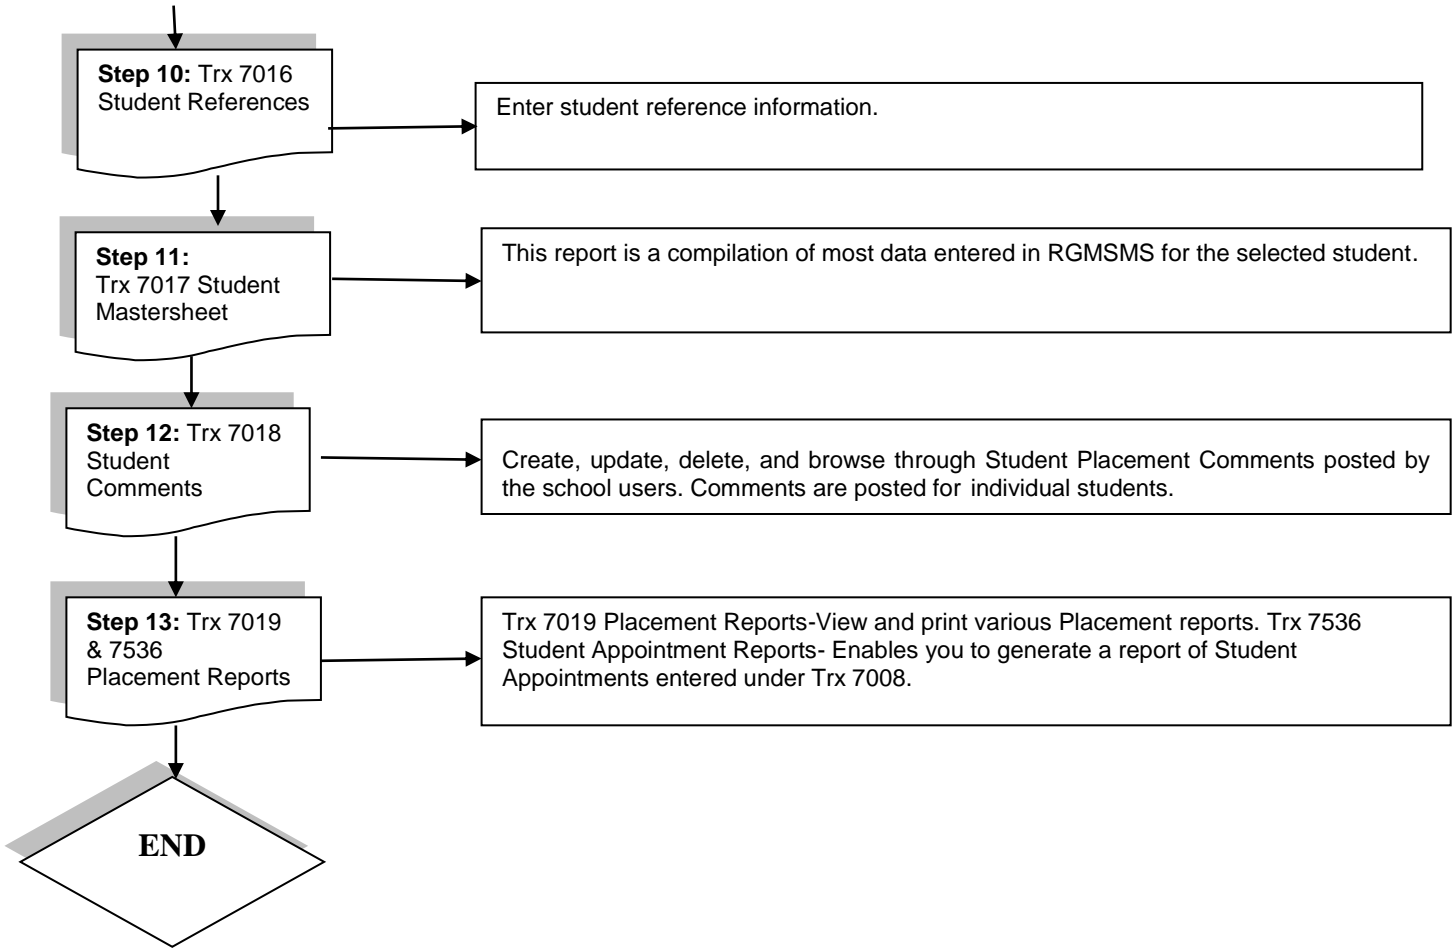 Step 10: Trx 7016
Student References
Enter student reference information.
Step 11:
Trx 7017 Student
Mastersheet
This report is a compilation of most data entered in RGMSMS for the selected student.
Step 12: Trx 7018
Student
Comments
Create, update, delete, and browse through Student Placement Comments posted by
the school users. Comments are posted for individual students.
Step 13: Trx 7019
& 7536
Placement Reports
Trx 7019 Placement Reports-View and print various Placement reports. Trx 7536
Student Appointment Reports- Enables you to generate a report of Student
Appointments entered under Trx 7008.
END